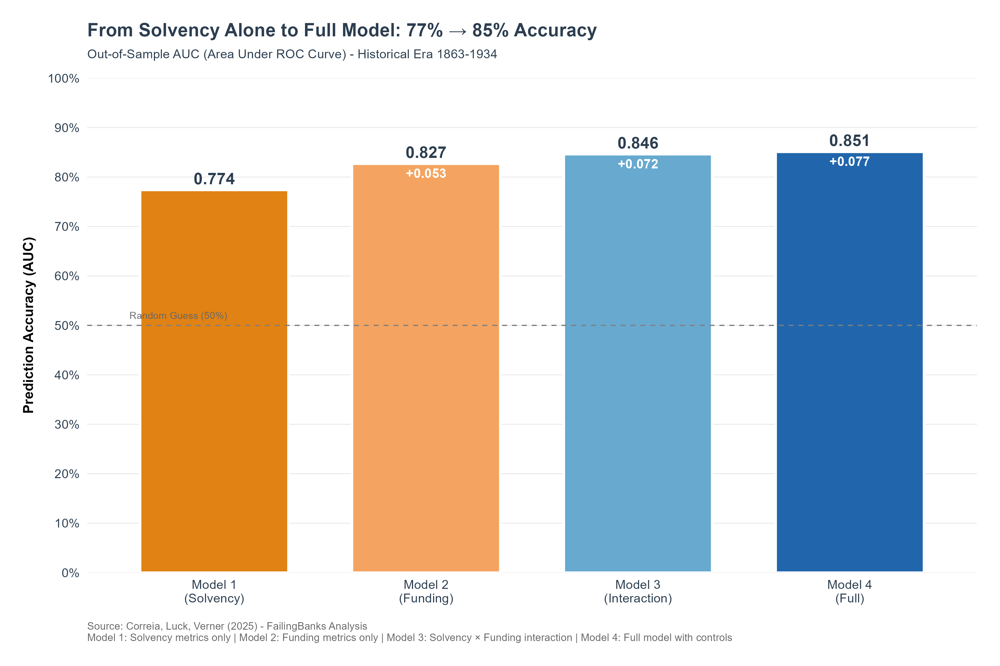 From Solvency Alone to Full Model: 77% → 85% Accuracy
Out-of-Sample AUC (Area Under ROC Curve) - Historical Era 1863-1934
Prediction Accuracy (AUC)
100%
90%
80%
70%
60%
50%
40%
30%
20%
10%
0%
0.774
0.827
+0.053
0.846
+0.072
0.851
+0.077
Random Guess (50%)
Model 1
(Solvency)
Model 2
(Funding)
Model 3
(Interaction)
Model 4
(Full)
Source: Correia, Luck, Verner (2025) - FailingBanks Analysis
Model 1: Solvency metrics only | Model 2: Funding metrics only | Model 3: Solvency × Funding interaction | Model 4: Full model with controls